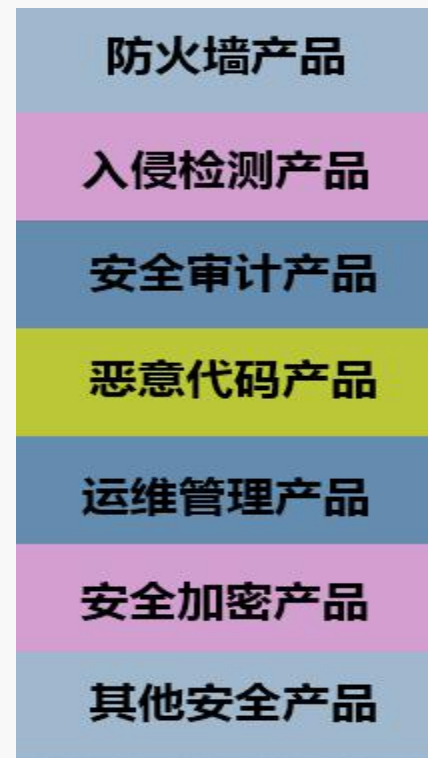 防火墙产品
入侵检测产品
安全审计产品
恶意代码产品
运维管理产品
安全加密产品
其他安全产品